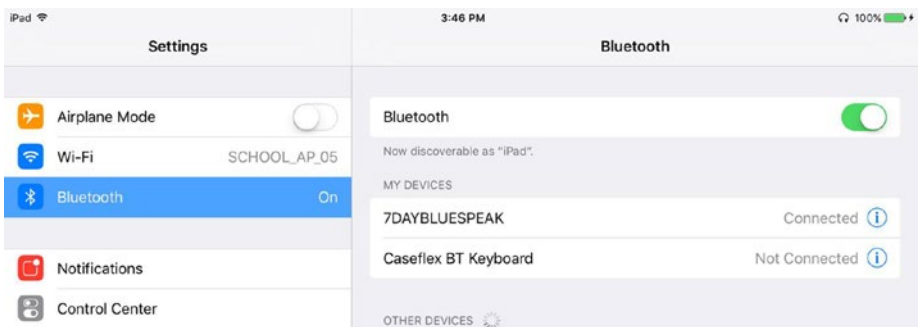 iPad 3:46 PM 100%
Settings
Bluetooth
Airplane Mode
Wi-Fi SCHOOL_AP_05
Bluetooth On
Notifications
Control Center
Bluetooth
Now discoverable as "iPad".
MY DEVICES
7DAYBLUESPEAK Connected
Caseflex BT Keyboard Not Connected
OTHER DEVICES